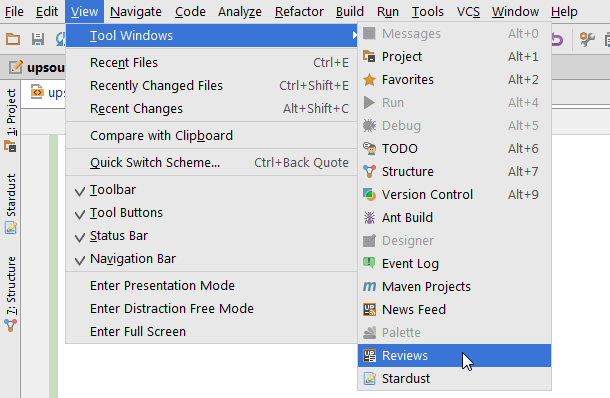 File Edit View Navigate Code Analyze Refactor Build Run Tools VCS Window Help
upsou
ups
1: Project
Stardust
7: Structure
Tool Windows
Recent Files Ctrl+E
Recently Changed Files Ctrl+Shift+E
Recent Changes Alt+Shift+C
Compare with Clipboard
Quick Switch Scheme... Ctrl+Back Quote
Toolbar
Tool Buttons
Status Bar
Navigation Bar
Enter Presentation Mode
Enter Distraction Free Mode
Enter Full Screen
Messages Alt+0
Project Alt+1
Favorites Alt+2
Run Alt+4
Debug Alt+5
TODO Alt+6
Structure Alt+7
Version Control Alt+9
Ant Build
Designer
Event Log
Maven Projects
News Feed
Palette
Reviews
Stardust